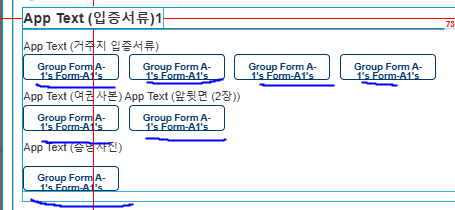 App Text (입증서류)1
73
App Text (거주지 입증서류)
Group Form A-1's Form-A1's Group Form A-1's Form-A1's Group Form A-1's Form-A1's Group Form A-1's Form-A1's
App Text (여권사본) App Text (앞뒷면 (2장))
Group Form A-1's Form-A1's Group Form A-1's Form-A1's
App Text (증명사진)
Group Form A-1's Form-A1's